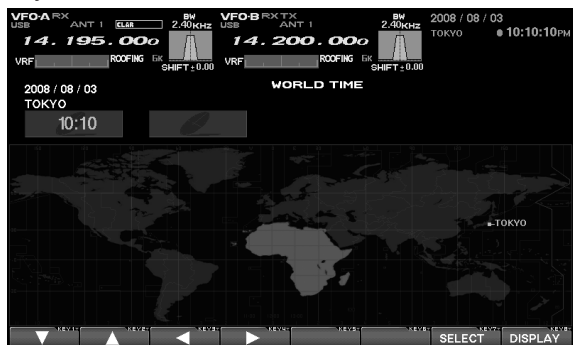 VFO-A RX VFO-B RX TX 2008 / 08 / 03
USB ANT 1 CLAR BW 2.40KHZ USB ANT 1 BW 2.40KHZ TOKYO 10:10:10PM
14. 195. 00o 14. 200. 00o
VRF ROOFING 6K SHIFT ± 0.00 VRF ROOFING 6K SHIFT ± 0.00
WORLD TIME
2008 / 08 / 03
TOKYO
10:10
TOKYO
KEY1 KEY2 KEY3 KEY4 KEY5 KEY6 KEY7 KEY8
SELECT DISPLAY